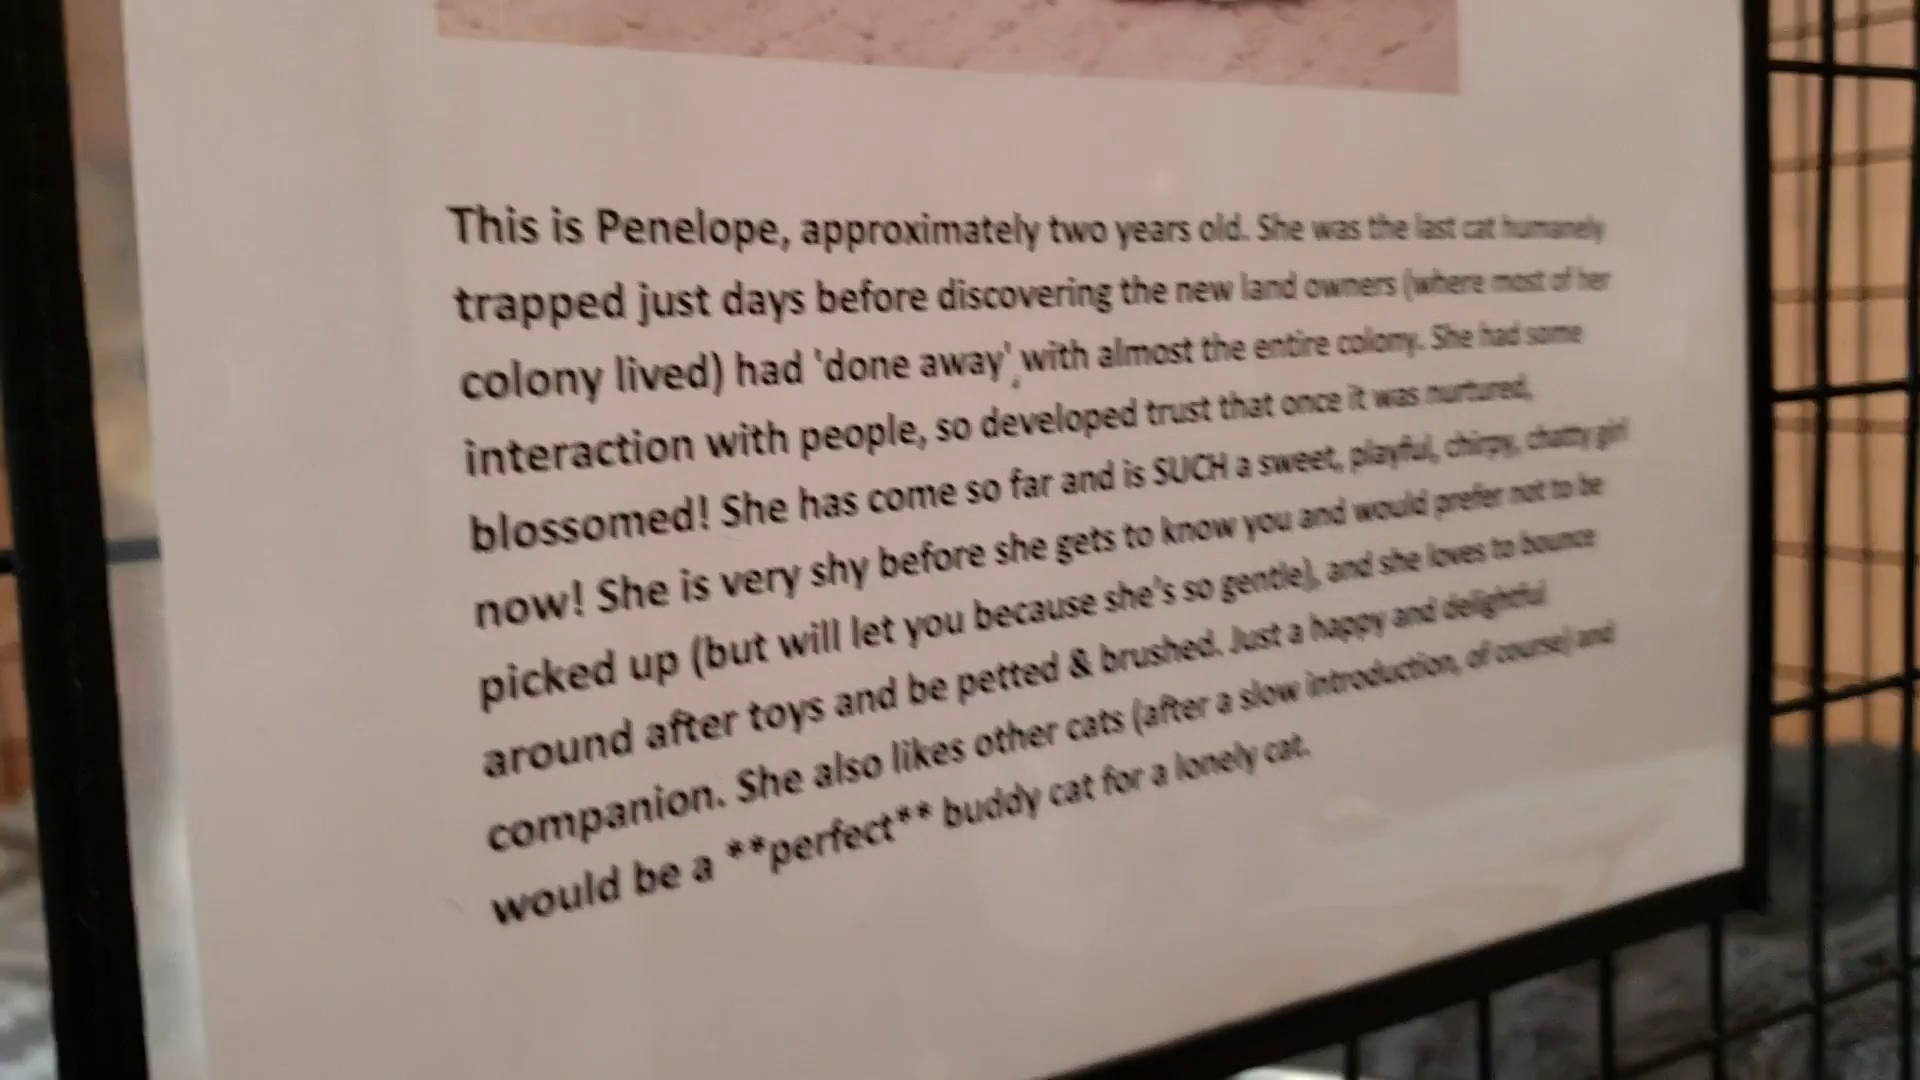 This is Penelope, approximately two years old. She was the last cat humanely
trapped just days before discovering the new land owners (where most of her
colony lived) had 'done away' with almost the entire colony. She had some
interaction with people, so developed trust that once it was nurtured,
blossomed! She has come so far and is SUCH a sweet, playful, chirpy, chatty girl
now! She is very shy before she gets to know you and would prefer not to be
picked up (but will let you because she's so gentle), and she loves to bounce
around after toys and be petted & brushed. Just a happy and delightful
companion. She also likes other cats (after a slow introduction, of course) and
would be a **perfect** buddy cat for a lonely cat.